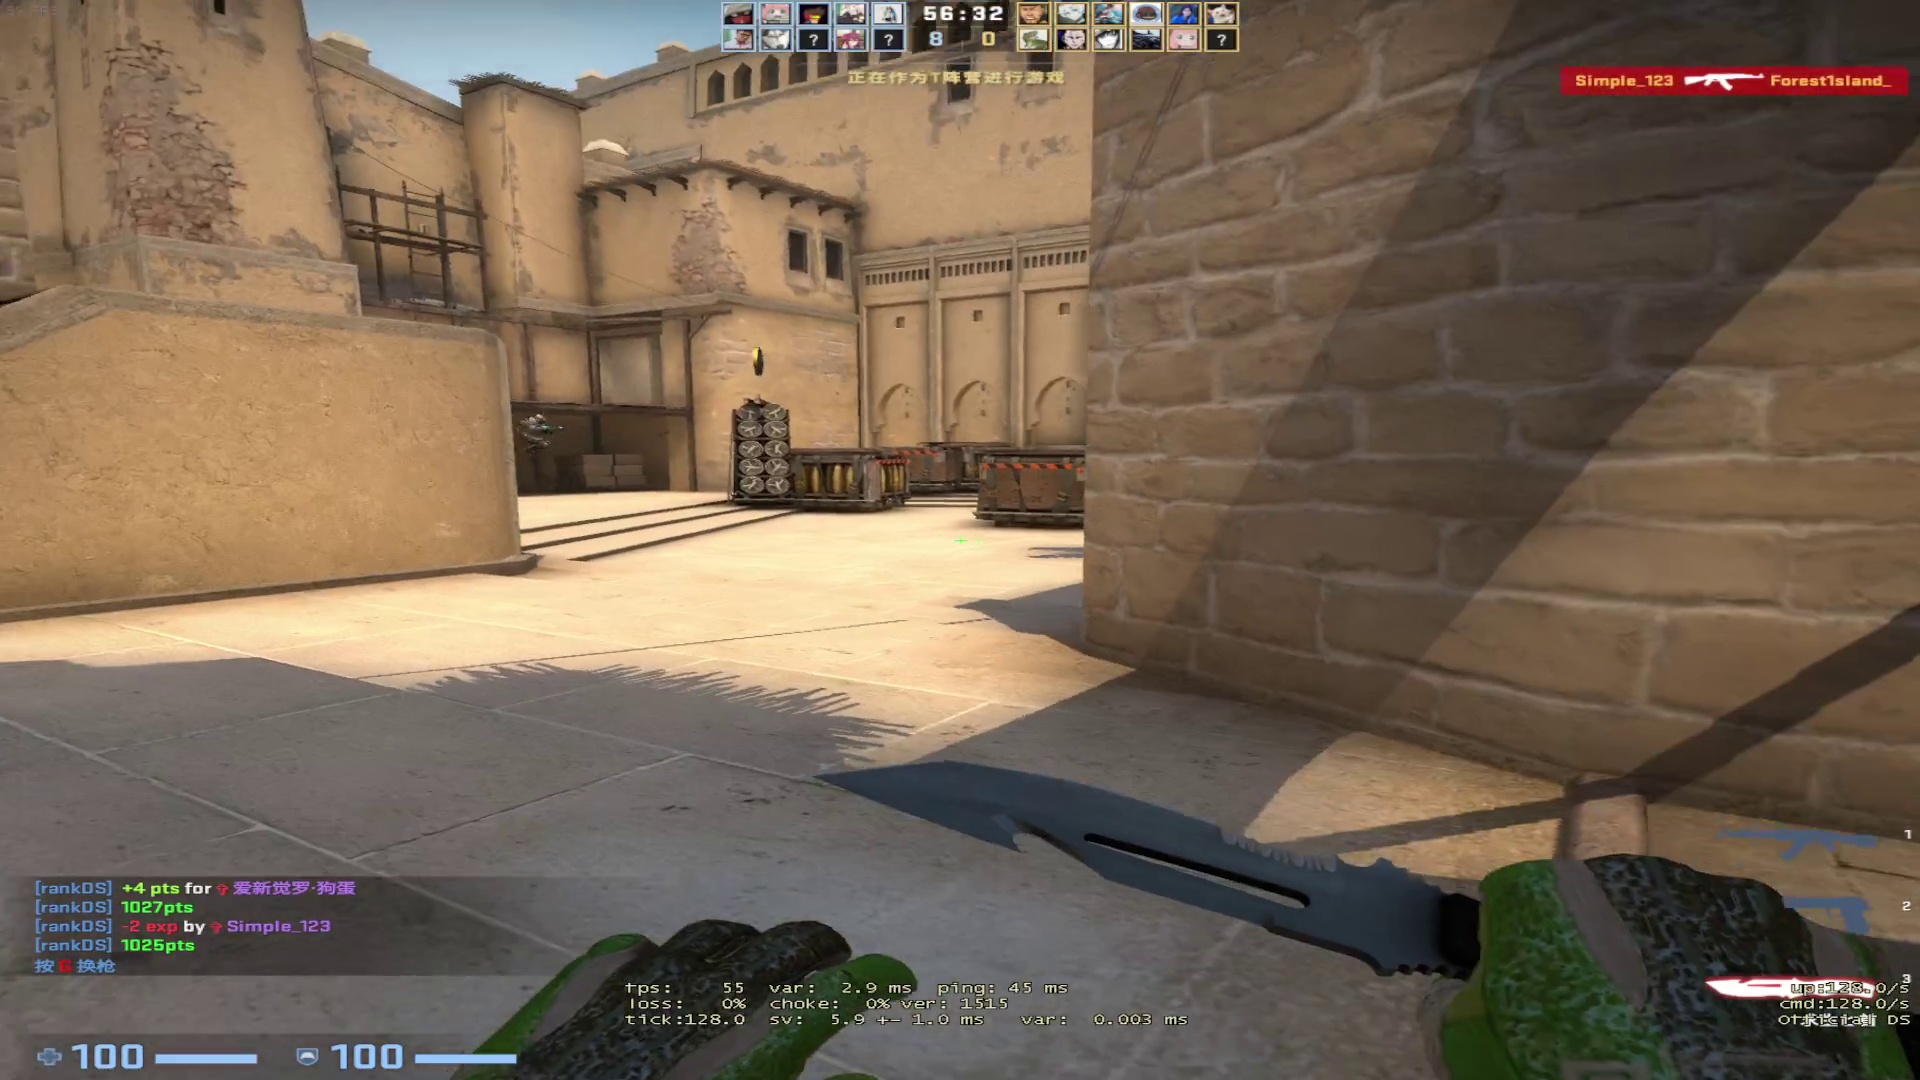 56:32
? ? 8 0 ?
正在作为T阵营进行游戏
Simple_123 Forest1sland_
1
2
3
[rankDS] +4 pts for 爱新觉罗·狗蛋
[rankDS] 1027pts
[rankDS] -2 exp by Simple_123
[rankDS] 1025pts
按 G 换枪
fps: 55 var: 2.9 ms ping: 45 ms
loss: 0% choke: 0% ver: 1515
tick:128.0 sv: 5.9 +- 1.0 ms var: 0.003 ms
up:128.0/s
cmd:128.0/s
DS
100 100